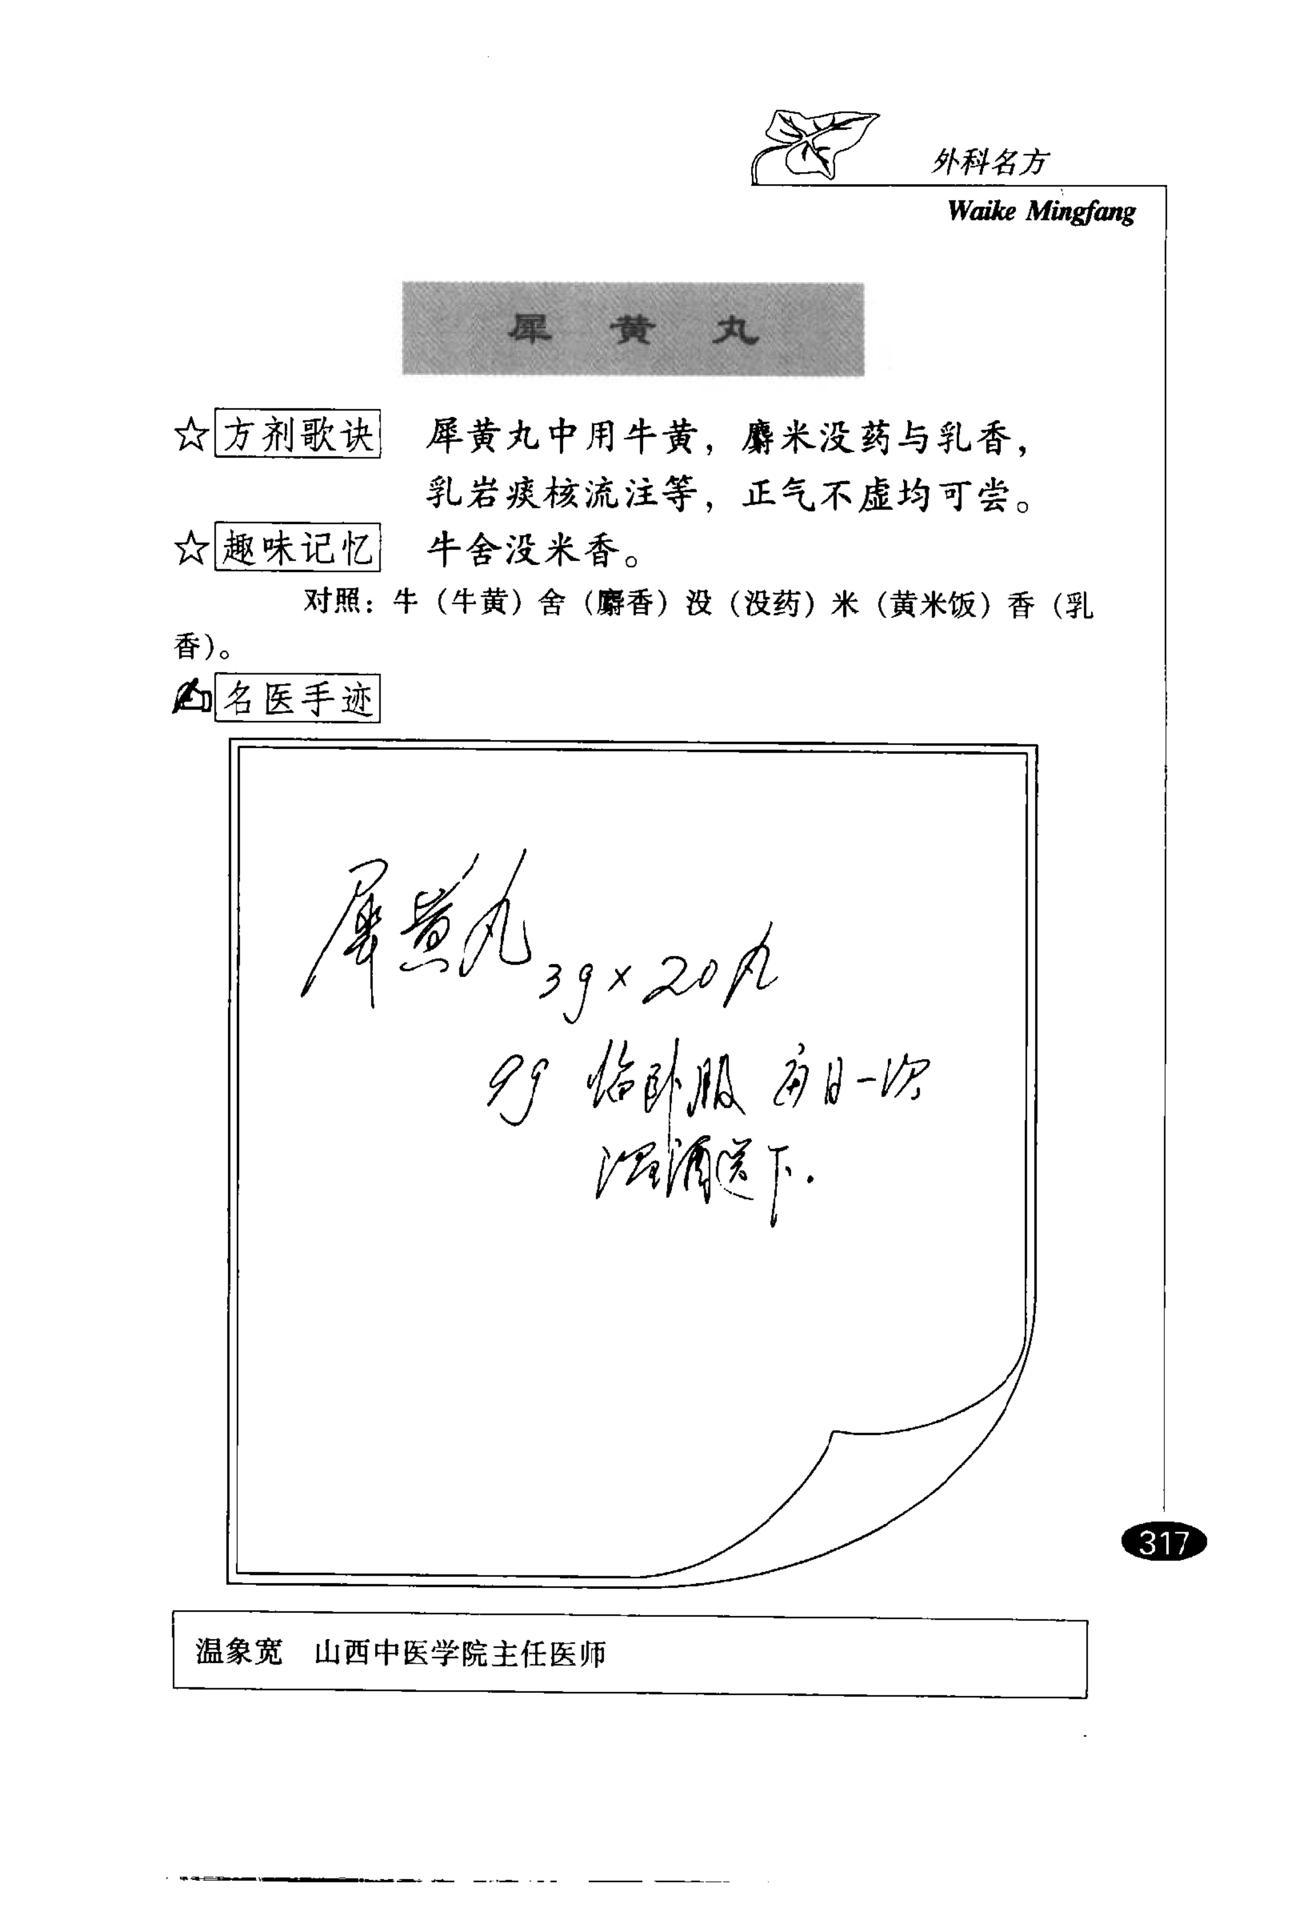 外科名方
Waike Mingfang
犀黄丸
☆方剂歌诀 犀黄丸中用牛黄，麝米没药与乳香，
乳岩痰核流注等，正气不虚均可尝。
☆趣味记忆 牛舍没米香。
对照：牛（牛黄）舍（麝香）没（没药）米（黄米饭）香（乳
香）。
名医手迹
犀黄丸 3g×20丸
9g 临卧服 每日一次
温酒送下.
317
温象宽 山西中医学院主任医师